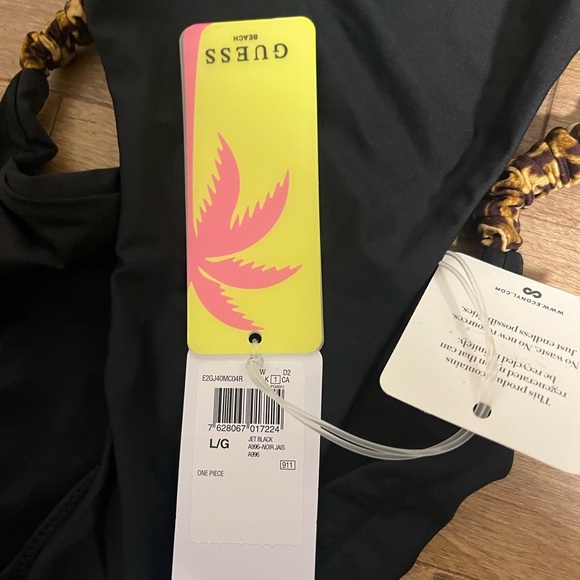 GUESS
BEACH
E2GJ40MC04R W D2
K 1 CA
7 628067 017224
L/G JET BLACK
A996-NOIR JAIS
A996
911
ONE PIECE
This product contains
regenerated nylon that can
be recycled infinitely.
No waste. No new resources.
Just endless possibilities.
WWW.ECONYL.COM